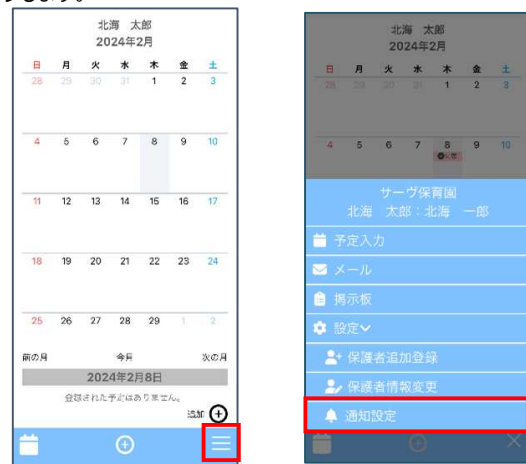 します。
北海　太郎
2024年2月
日 月 火 水 木 金 土
28 29 30 31 1 2 3
4 5 6 7 8 9 10
11 12 13 14 15 16 17
18 19 20 21 22 23 24
25 26 27 28 29 1 2
前の月 今月 次の月
2024年2月8日
登録された予定はありません。
追加
北海　太郎
2024年2月
日 月 火 水 木 金 土
28 29 30 31 1 2 3
4 5 6 7 8 9 10
サーヴ保育園
北海　太郎：北海　一郎
予定入力
メール
掲示板
設定
保護者追加登録
保護者情報変更
通知設定